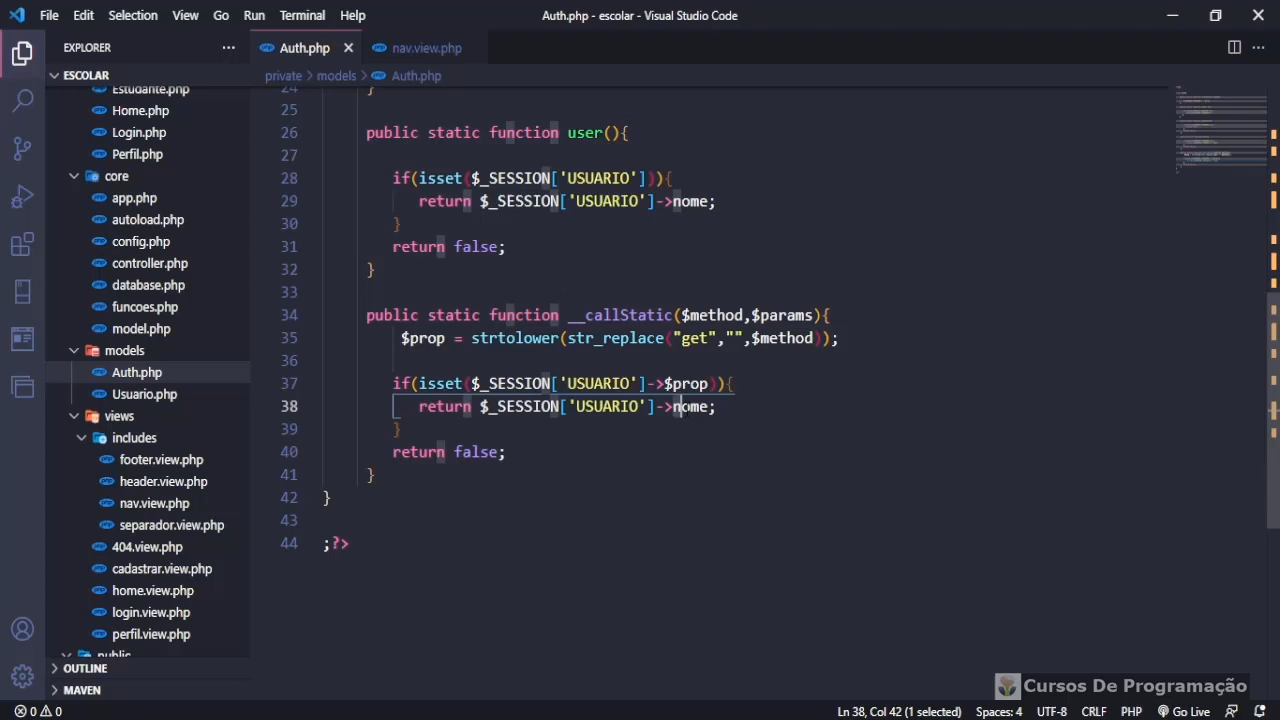 File Edit Selection View Go Run Terminal Help
Auth.php - escolar - Visual Studio Code
EXPLORER
ESCOLAR
Estudante.php
Home.php
Login.php
Perfil.php
core
app.php
autoload.php
config.php
controller.php
database.php
funcoes.php
model.php
models
Auth.php
Usuario.php
views
includes
footer.view.php
header.view.php
nav.view.php
separador.view.php
404.view.php
cadastrar.view.php
home.view.php
login.view.php
perfil.view.php
public
OUTLINE
MAVEN
Auth.php nav.view.php
private > models > Auth.php
24 }
25
26 public static function user(){
27
28 if(isset($_SESSION['USUARIO'])){
29 return $_SESSION['USUARIO']->nome;
30 }
31 return false;
32 }
33
34 public static function __callStatic($method,$params){
35 $prop = strtolower(str_replace("get","",$method));
36
37 if(isset($_SESSION['USUARIO']->$prop)){
38 return $_SESSION['USUARIO']->nome;
39 }
40 return false;
41 }
42 }
43
44 ;?>
Cursos De Programação
0 0
Ln 38, Col 42 (1 selected) Spaces: 4 UTF-8 CRLF PHP Go Live